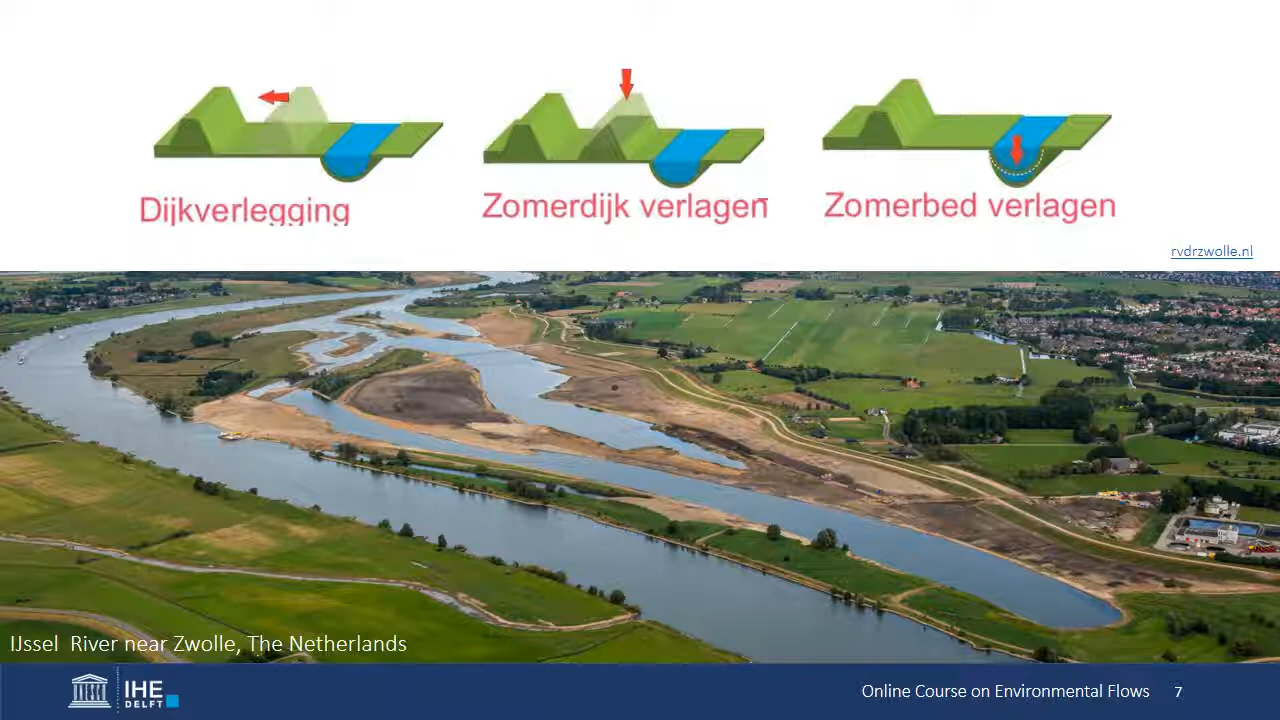 Dijkverlegging
Zomerdijk verlagen
Zomerbed verlagen
rvdrzwolle.nl
IJssel River near Zwolle, The Netherlands
UNESCO
IHE
DELFT
Online Course on Environmental Flows
7